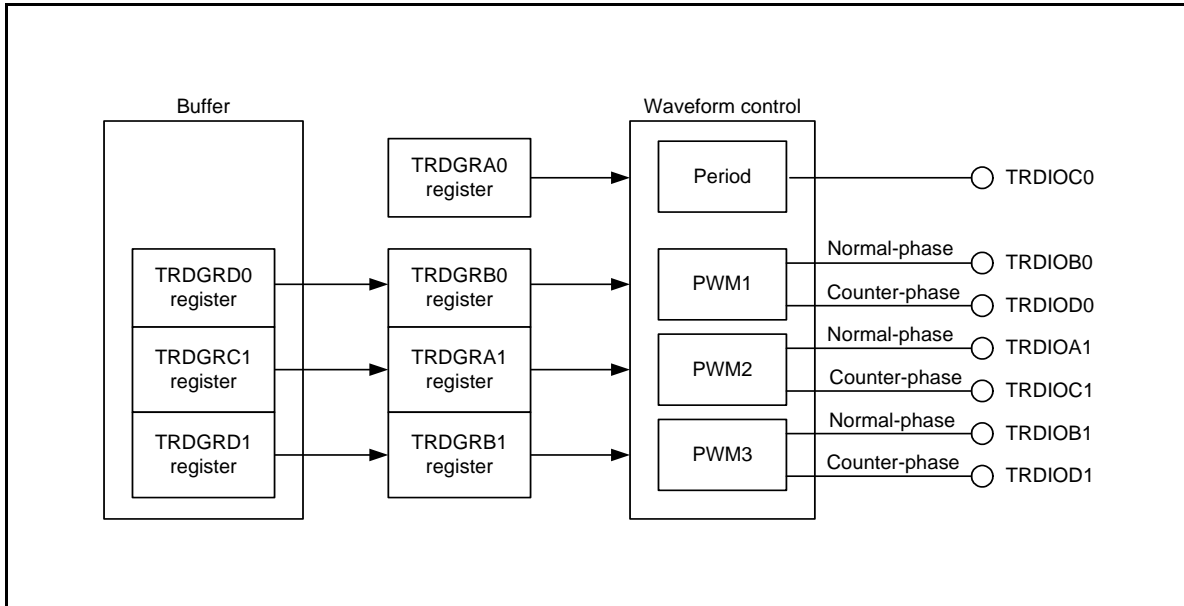 Buffer
Waveform control
TRDGRA0
register
Period
TRDIOC0
TRDGRD0
register
TRDGRB0
register
PWM1
Normal-phase
TRDIOB0
Counter-phase
TRDIOD0
TRDGRC1
register
TRDGRA1
register
PWM2
Normal-phase
TRDIOA1
Counter-phase
TRDIOC1
TRDGRD1
register
TRDGRB1
register
PWM3
Normal-phase
TRDIOB1
Counter-phase
TRDIOD1